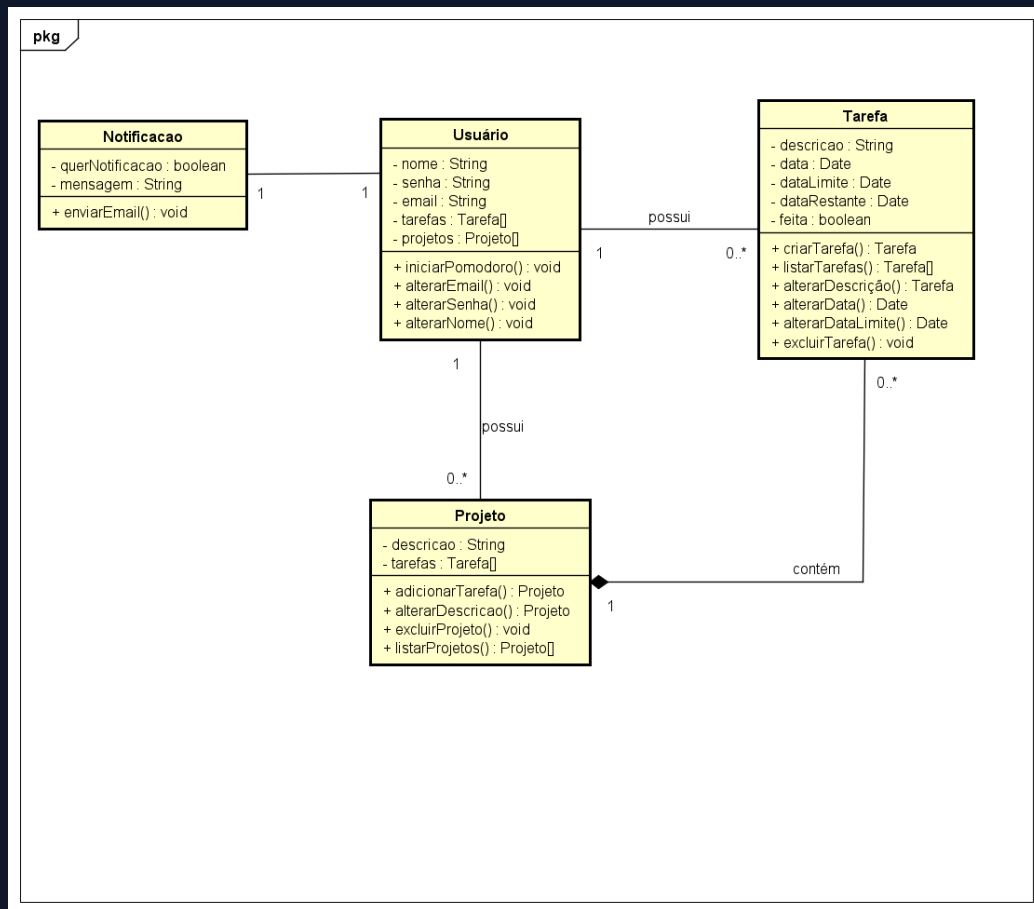 pkg
Notificacao
- querNotificacao : boolean
- mensagem : String
+ enviarEmail() : void
1
1
Usuário
- nome : String
- senha : String
- email : String
- tarefas : Tarefa[]
- projetos : Projeto[]
+ iniciarPomodoro() : void
+ alterarEmail() : void
+ alterarSenha() : void
+ alterarNome() : void
possui
1
0..*
Tarefa
- descricao : String
- data : Date
- dataLimite : Date
- dataRestante : Date
- feita : boolean
+ criarTarefa() : Tarefa
+ listarTarefas() : Tarefa[]
+ alterarDescrição() : Tarefa
+ alterarData() : Date
+ alterarDataLimite() : Date
+ excluirTarefa() : void
1
possui
0..*
0..*
contém
1
Projeto
- descricao : String
- tarefas : Tarefa[]
+ adicionarTarefa() : Projeto
+ alterarDescricao() : Projeto
+ excluirProjeto() : void
+ listarProjetos() : Projeto[]